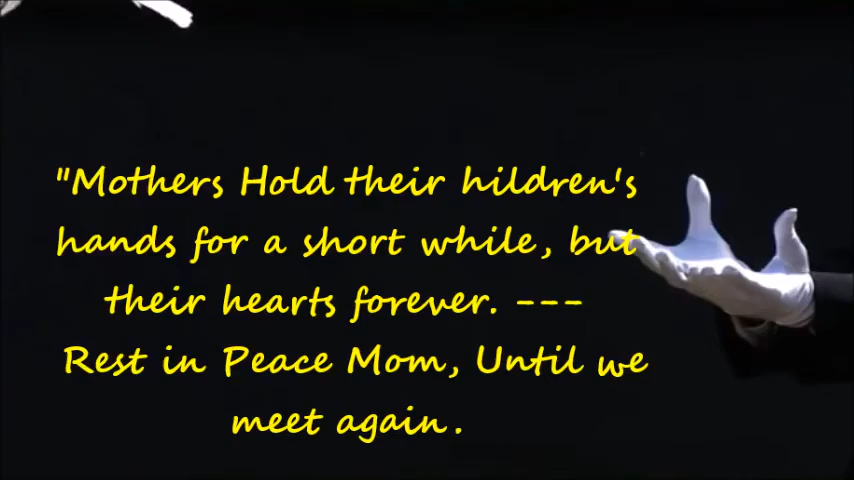 "Mothers Hold their hildren's
hands for a short while, but
their hearts forever. ---
Rest in Peace Mom, Until we
meet again.